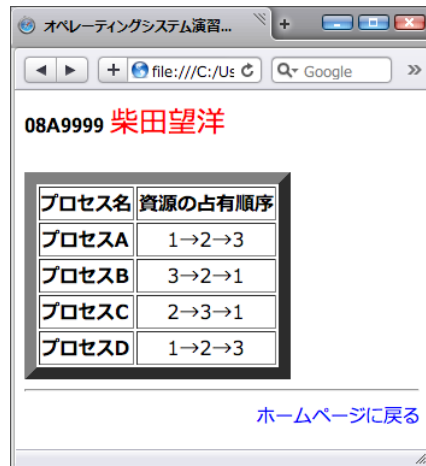 オペレーティングシステム演習...
file:///C:/Us
Google
08A9999 柴田望洋
プロセス名 資源の占有順序
プロセスA 1→2→3
プロセスB 3→2→1
プロセスC 2→3→1
プロセスD 1→2→3
ホームページに戻る